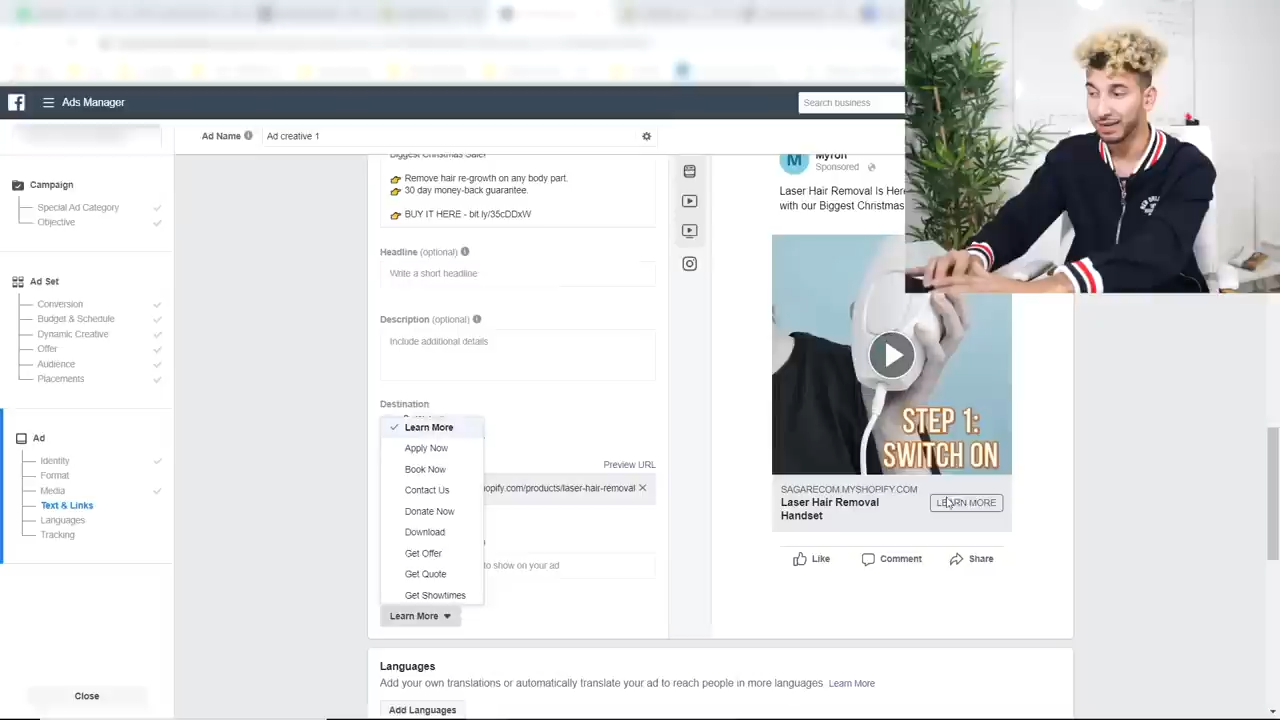 Ads Manager
Search business
Ad Name
Ad creative 1
Campaign
Special Ad Category
Objective
Ad Set
Conversion
Budget & Schedule
Dynamic Creative
Offer
Audience
Placements
Ad
Identity
Format
Media
Text & Links
Languages
Tracking
Close
Biggest Christmas Sale!
👉 Remove hair re-growth on any body part.
👉 30 day money-back guarantee.
👉 BUY IT HERE - bit.ly/35cDDxW
Headline (optional)
Write a short headline
Description (optional)
Include additional details
Destination
Learn More
Apply Now
Book Now
Contact Us
Donate Now
Download
Get Offer
Get Quote
Get Showtimes
Preview URL
opify.com/products/laser-hair-removal
to show on your ad
Learn More
Languages
Add your own translations or automatically translate your ad to reach people in more languages Learn More
Add Languages
M
Myron
Sponsored
Laser Hair Removal Is Here
with our Biggest Christmas
STEP 1:
SWITCH ON
SAGARECOM.MYSHOPIFY.COM
Laser Hair Removal
Handset
LEARN MORE
Like
Comment
Share